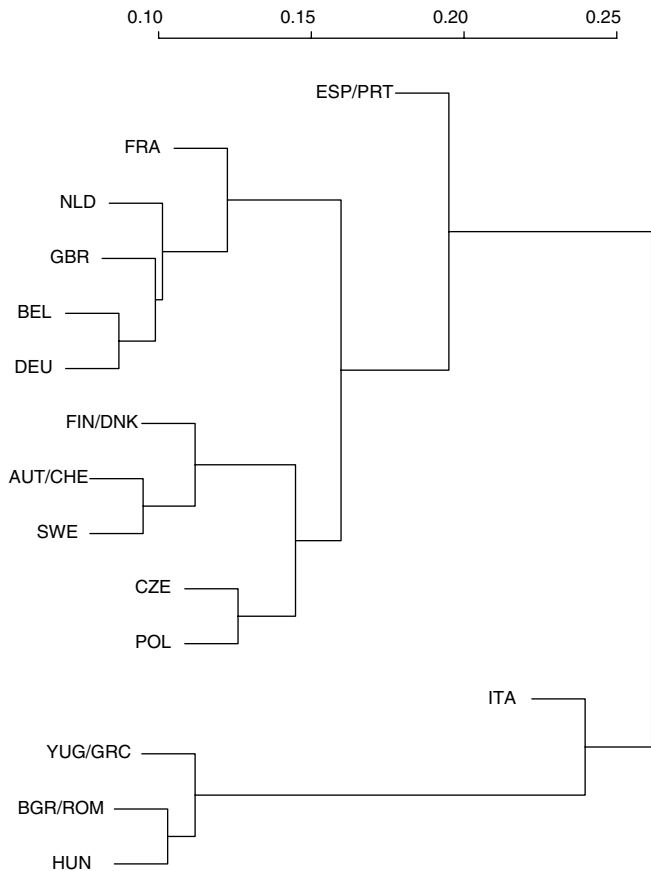 0.10 0.15 0.20 0.25
ESP/PRT
FRA
NLD
GBR
BEL
DEU
FIN/DNK
AUT/CHE
SWE
CZE
POL
ITA
YUG/GRC
BGR/ROM
HUN